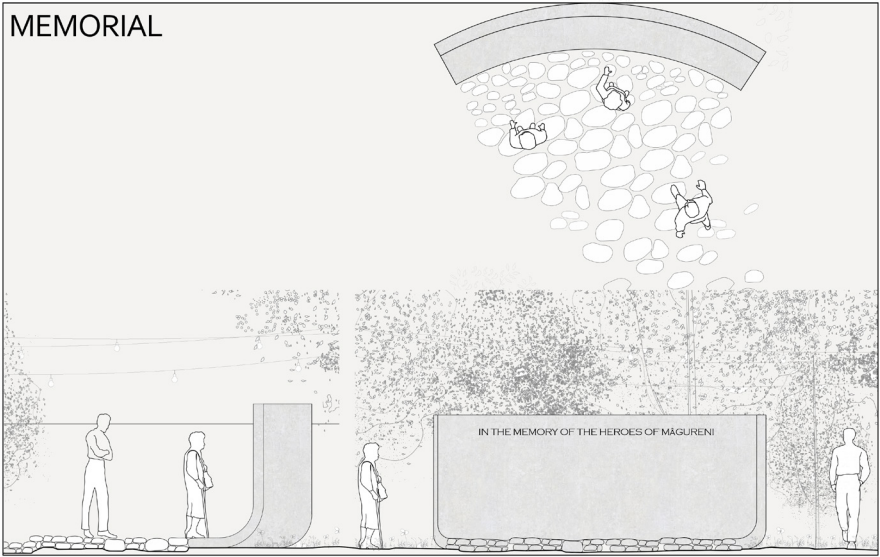 MEMORIAL
IN THE MEMORY OF THE HEROES OF MĂGURENI